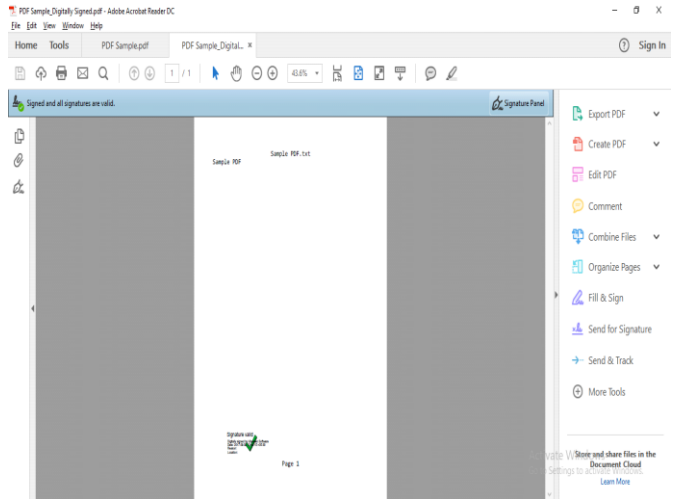 PDF Sample_Digitally Signed.pdf - Adobe Acrobat Reader DC
File Edit View Window Help
Home Tools PDF Sample.pdf PDF Sample_Digital... × Sign In
1 / 1 43.6%
Signed and all signatures are valid. Signature Panel
Sample PDF.txt
Sample PDF
Signature valid
Page 1
Export PDF
Create PDF
Edit PDF
Comment
Combine Files
Organize Pages
Fill & Sign
Send for Signature
Send & Track
More Tools
Store and share files in the
Document Cloud
Learn More